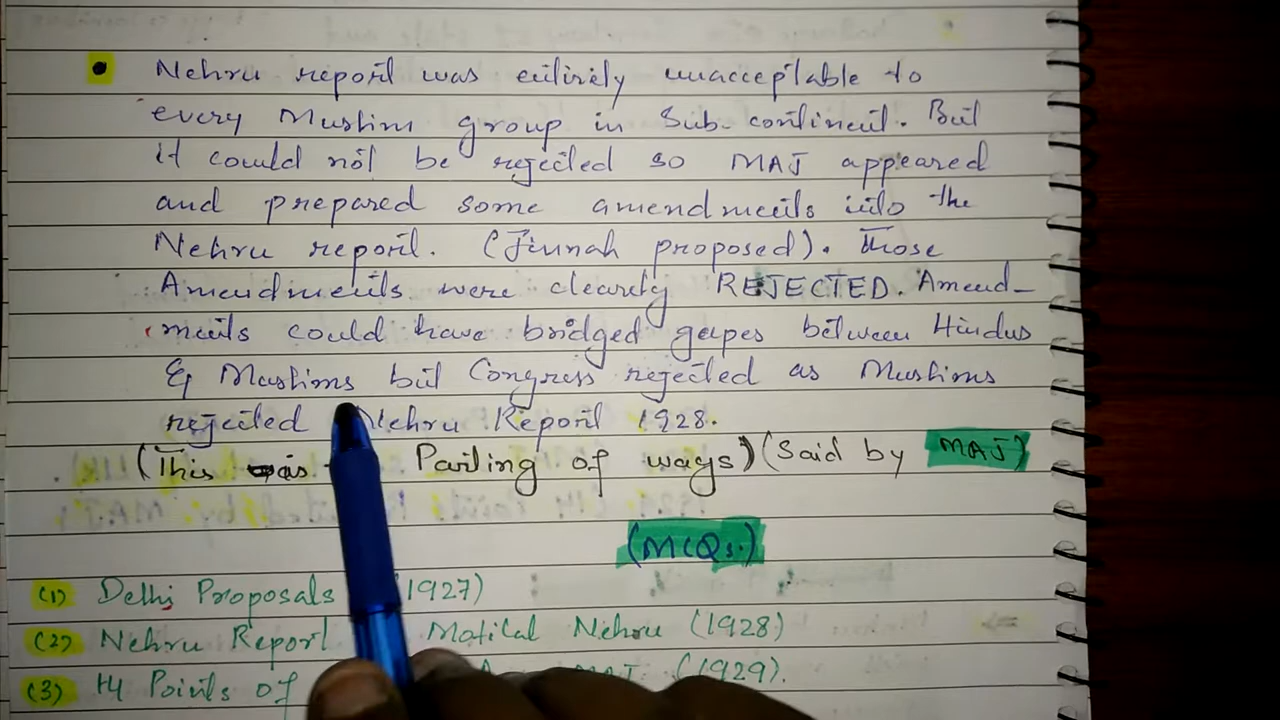 Nehru report was entirely unacceptable to
every Muslim group in Sub-continent. But
it could not be rejected so MAJ appeared
and prepared some amendments into the
Nehru report. (Jinnah proposed). Those
Amendments were clearely REJECTED. Amend-
ments could have bridged gapes between Hindus
& Muslims but Congress rejected as Muslims
rejected Nehru Report 1928.
(This was Parting of ways) (Said by MAJ)
(MCQs.)
(1) Delhi Proposals (1927)
(2) Nehru Report Motilal Nehru (1928)
(3) 14 Points of MAJ (1929).